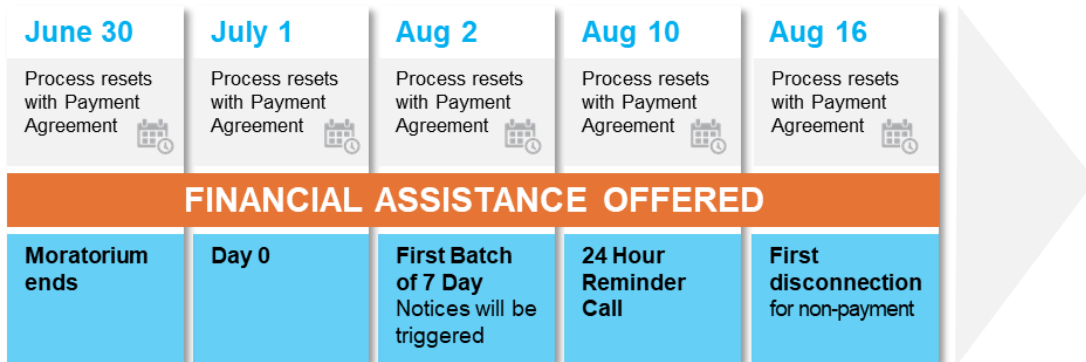 June 30
July 1
Aug 2
Aug 10
Aug 16
Process resets
with Payment
Agreement
Process resets
with Payment
Agreement
Process resets
with Payment
Agreement
Process resets
with Payment
Agreement
Process resets
with Payment
Agreement
FINANCIAL ASSISTANCE OFFERED
Moratorium
ends
Day 0
First Batch
of 7 Day
Notices will be
triggered
24 Hour
Reminder
Call
First
disconnection
for non-payment